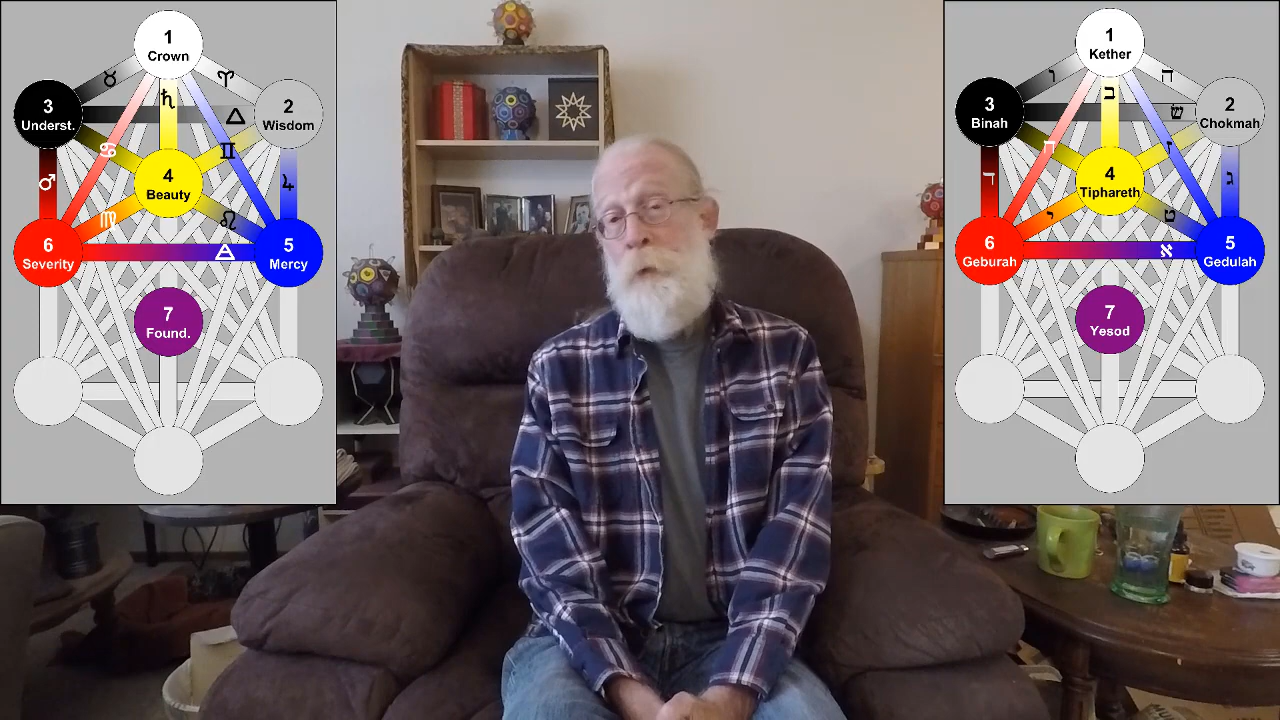 1
Crown
♉
♈
♄
3
Underst.
△
2
Wisdom
♋
♊
♂
4
Beauty
♃
♍
♌
6
Severity
🜁
5
Mercy
7
Found.
1
Kether
ו
ה
ב
3
Binah
ש
2
Chokmah
ח
ז
ד
4
Tiphareth
ג
י
ט
6
Geburah
א
5
Gedulah
7
Yesod